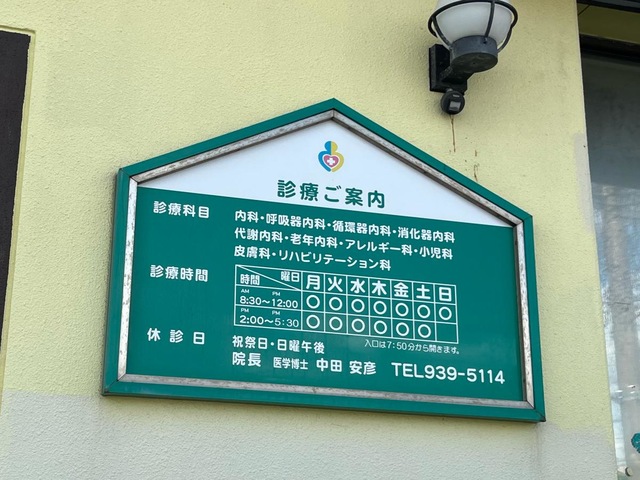 診療ご案内
診療科目 内科・呼吸器内科・循環器内科・消化器内科
代謝内科・老年内科・アレルギー科・小児科
皮膚科・リハビリテーション科
診療時間 時間 曜日 月 火 水 木 金 土 日
AM 8:30～PM 12:00 〇 〇 〇 〇 〇 〇 〇
PM 2:00～PM 5:30 〇 〇 〇 〇 〇 〇
入口は7:50分から開きます。
休診日 祝祭日・日曜午後
院長 医学博士 中田 安彦 TEL939-5114